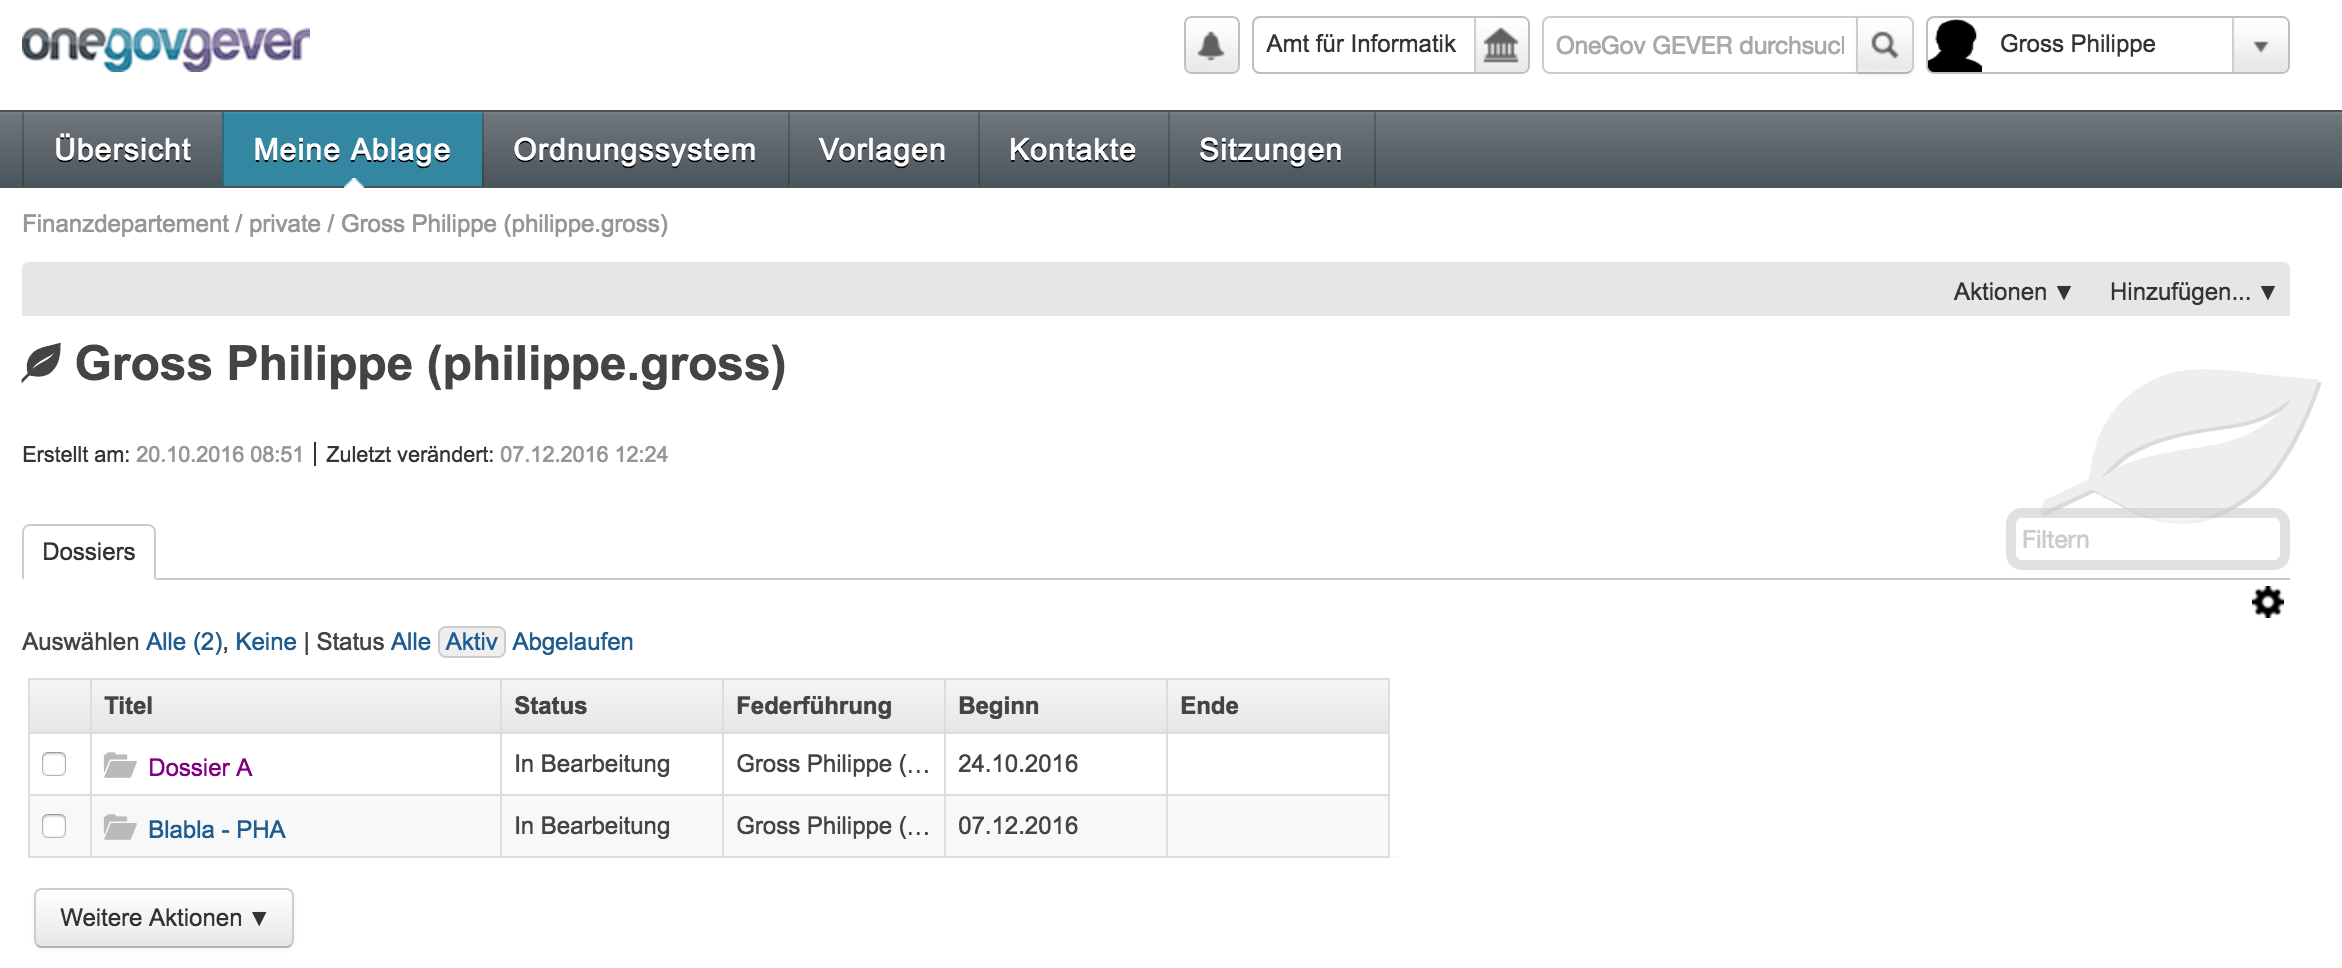 onegovgever
Amt für Informatik
OneGov GEVER durchsuch
Gross Philippe
Übersicht Meine Ablage Ordnungssystem Vorlagen Kontakte Sitzungen
Finanzdepartement / private / Gross Philippe (philippe.gross)
Aktionen ▼ Hinzufügen... ▼
Gross Philippe (philippe.gross)
Erstellt am: 20.10.2016 08:51 | Zuletzt verändert: 07.12.2016 12:24
Dossiers
Filtern
Auswählen Alle (2), Keine | Status Alle Aktiv Abgelaufen
Titel Status Federführung Beginn Ende
Dossier A In Bearbeitung Gross Philippe (... 24.10.2016
Blabla - PHA In Bearbeitung Gross Philippe (... 07.12.2016
Weitere Aktionen ▼